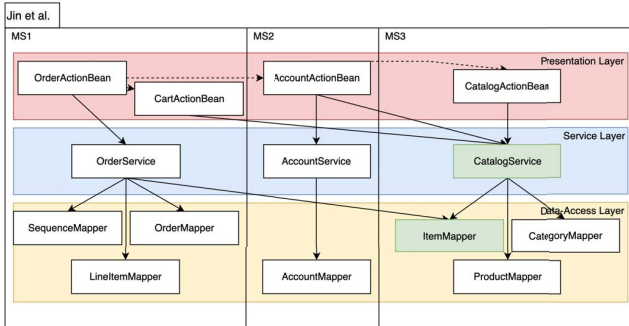 Jin et al.
MS1
MS2
MS3
Presentation Layer
OrderActionBean
AccountActionBean
CatalogActionBean
CartActionBean
Service Layer
OrderService
AccountService
CatalogService
Data-Access Layer
SequenceMapper
OrderMapper
ItemMapper
CategoryMapper
LineItemMapper
AccountMapper
ProductMapper